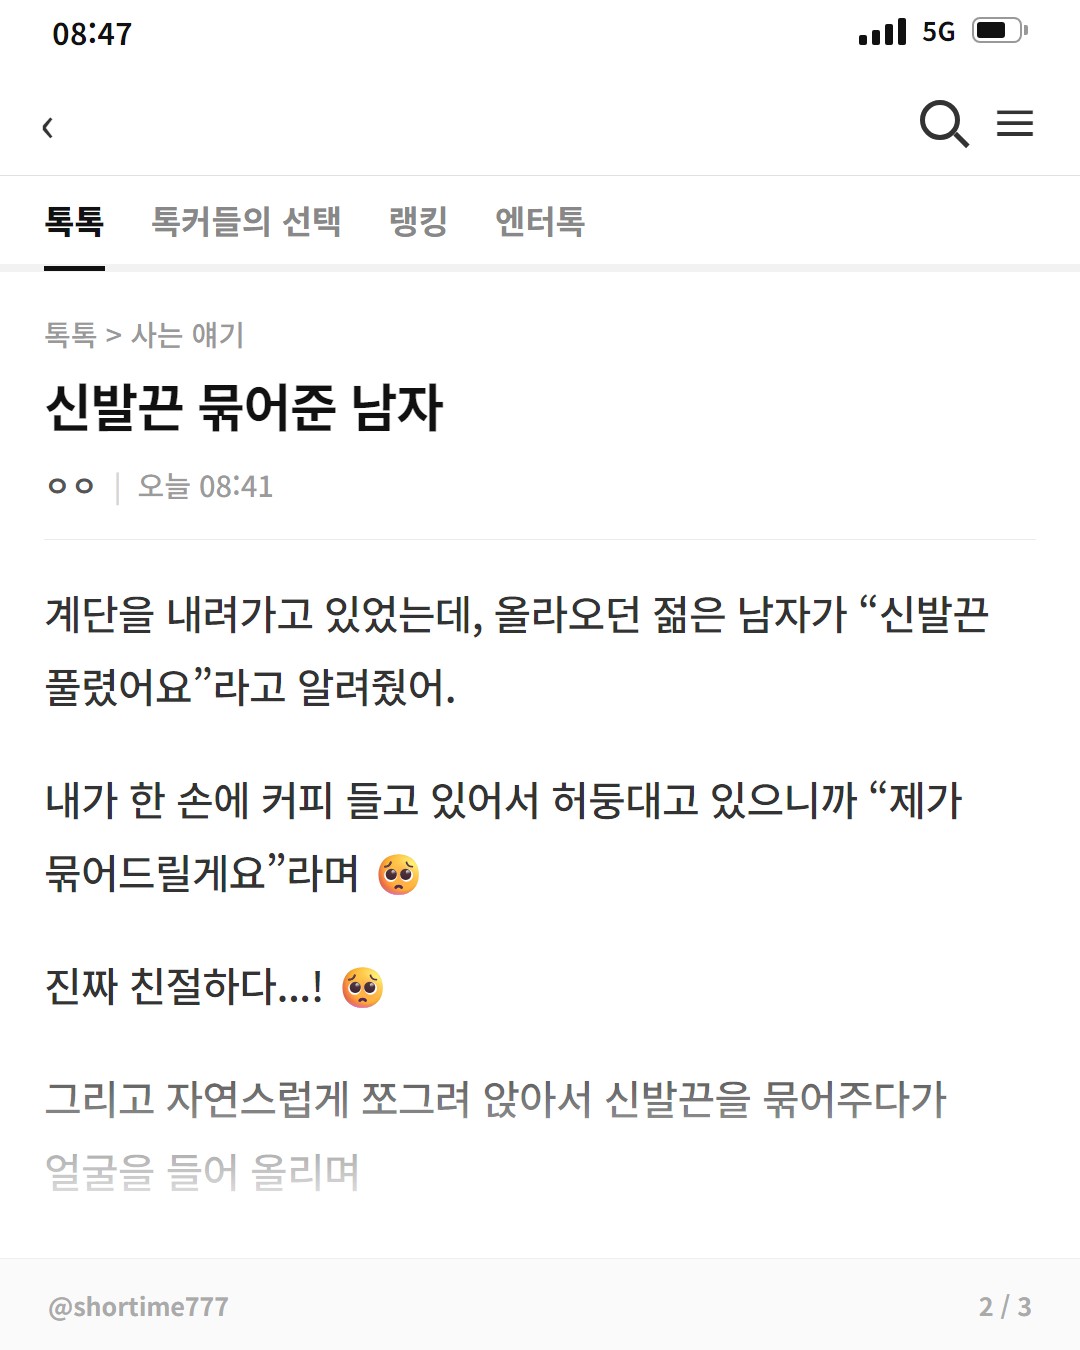 08:47 5G
‹
톡톡 톡커들의 선택 랭킹 엔터톡
톡톡 > 사는 얘기
신발끈 묶어준 남자
ㅇㅇ | 오늘 08:41
계단을 내려가고 있었는데, 올라오던 젊은 남자가 “신발끈
풀렸어요”라고 알려줬어.
내가 한 손에 커피 들고 있어서 허둥대고 있으니까 “제가
묶어드릴게요”라며 🥺
진짜 친절하다...! 🥺
그리고 자연스럽게 쪼그려 앉아서 신발끈을 묶어주다가
얼굴을 들어 올리며
@shortime777 2 / 3